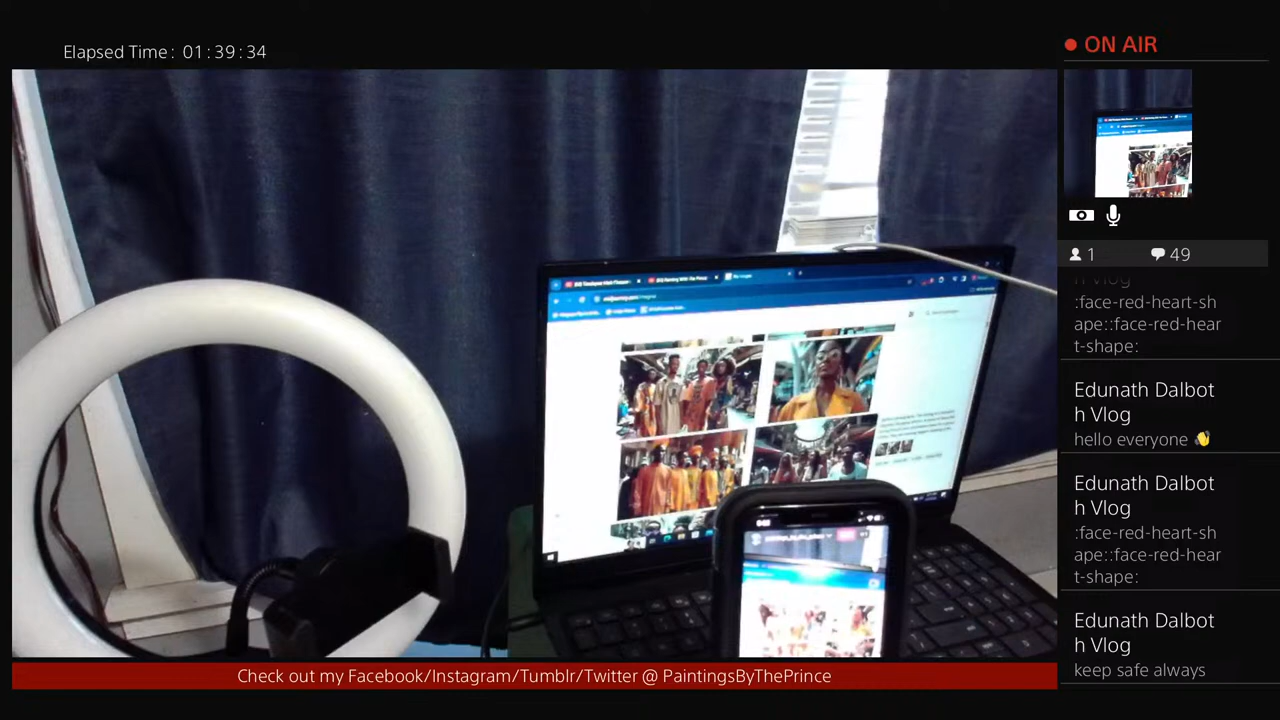 Elapsed Time: 01:39:34
ON AIR
1
49
:face-red-heart-sh
ape::face-red-hear
t-shape:
Edunath Dalbot
h Vlog
hello everyone 👋
Edunath Dalbot
h Vlog
:face-red-heart-sh
ape::face-red-hear
t-shape:
Edunath Dalbot
h Vlog
keep safe always
Check out my Facebook/Instagram/Tumblr/Twitter @ PaintingsByThePrince